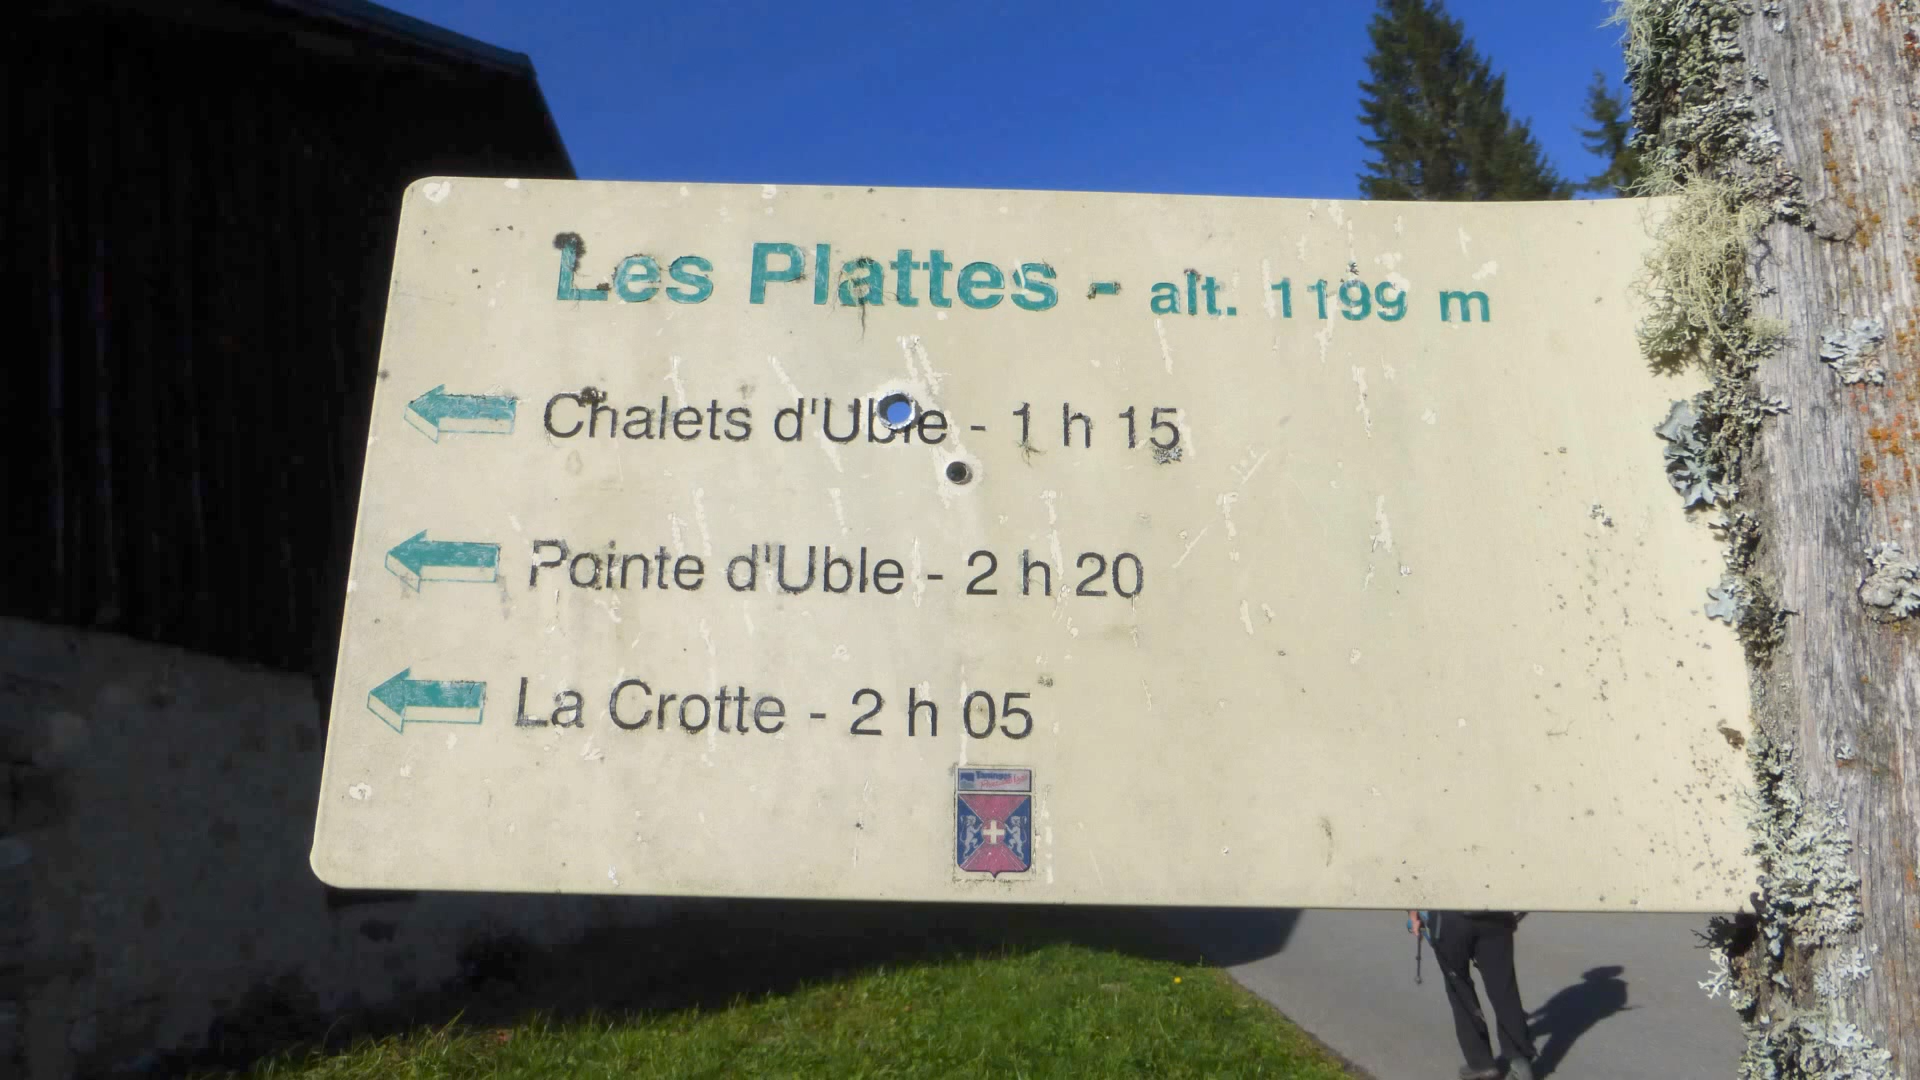 Les Plattes - alt. 1199 m
Chalets d'Uble - 1 h 15
Pointe d'Uble - 2 h 20
La Crotte - 2 h 05